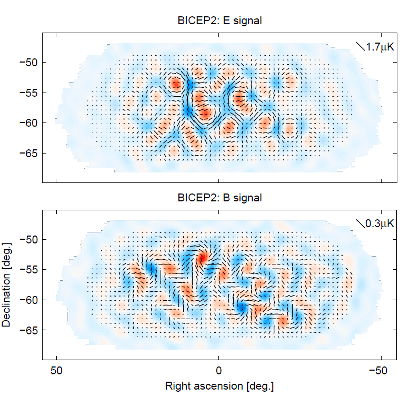 BICEP2: E signal
1.7μK
−50
−55
−60
−65
BICEP2: B signal
0.3μK
−50
−55
−60
−65
Declination [deg.]
50
0
−50
Right ascension [deg.]